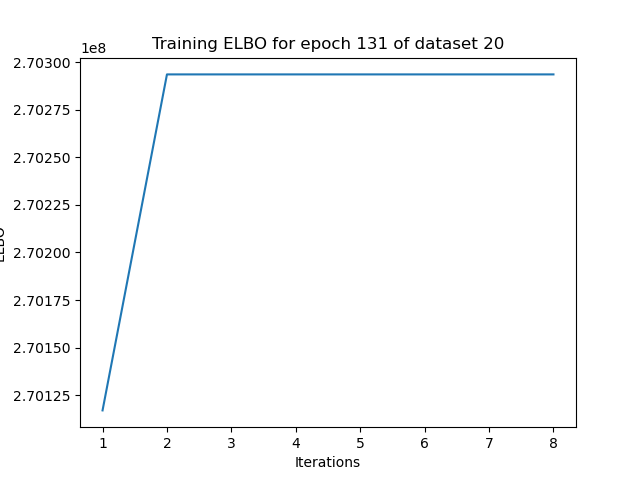 Training ELBO for epoch 131 of dataset 20
1e8
2.70300
2.70275
2.70250
2.70225
2.70200
2.70175
2.70150
2.70125
ELBO
1 2 3 4 5 6 7 8
Iterations